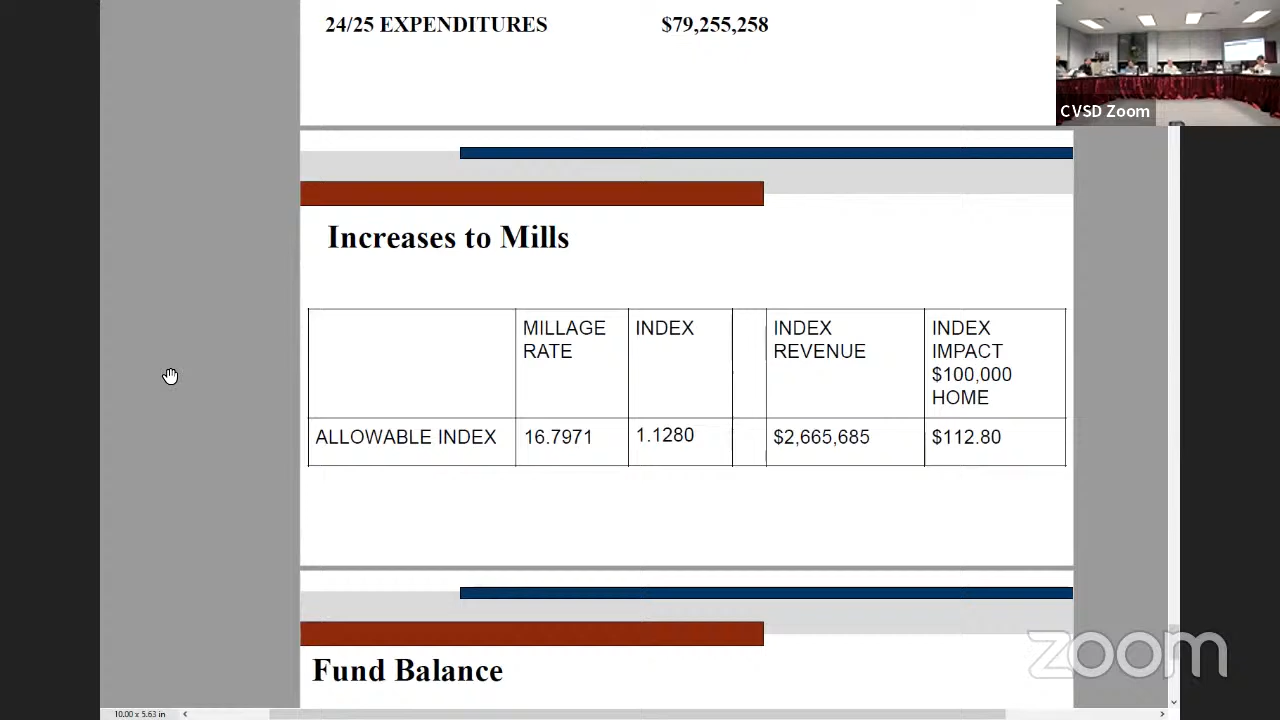 24/25 EXPENDITURES $79,255,258
CVSD Zoom
Increases to Mills
MILLAGE RATE
INDEX
INDEX REVENUE
INDEX IMPACT $100,000 HOME
ALLOWABLE INDEX 16.7971 1.1280 $2,665,685 $112.80
zoom
Fund Balance
10.00 x 5.63 in